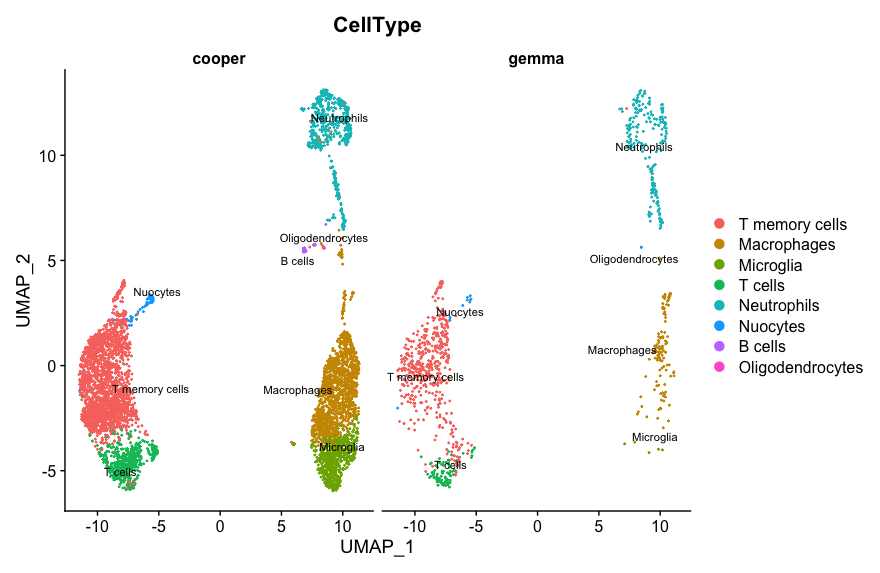 CellType
cooper
gemma
UMAP_2
10
5
0
-5
Neutrophils
Oligodendrocytes
B cells
Nuocytes
T memory cells
Macrophages
Microglia
T cells
Neutrophils
Oligodendrocytes
Nuocytes
Macrophages
T memory cells
Microglia
T cells
-10
-5
0
5
10
-10
-5
0
5
10
UMAP_1
T memory cells
Macrophages
Microglia
T cells
Neutrophils
Nuocytes
B cells
Oligodendrocytes